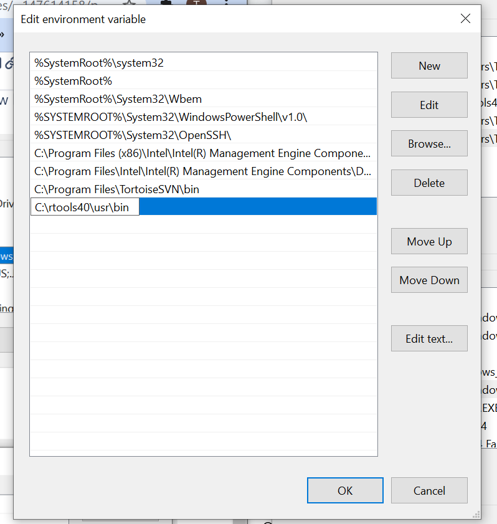 Edit environment variable
%SystemRoot%\system32
%SystemRoot%
%SystemRoot%\System32\Wbem
%SYSTEMROOT%\System32\WindowsPowerShell\v1.0\
%SYSTEMROOT%\System32\OpenSSH\
C:\Program Files (x86)\Intel\Intel(R) Management Engine Compone...
C:\Program Files\Intel\Intel(R) Management Engine Components\D...
C:\Program Files\TortoiseSVN\bin
C:\rtools40\usr\bin
New
Edit
Browse...
Delete
Move Up
Move Down
Edit text...
OK
Cancel